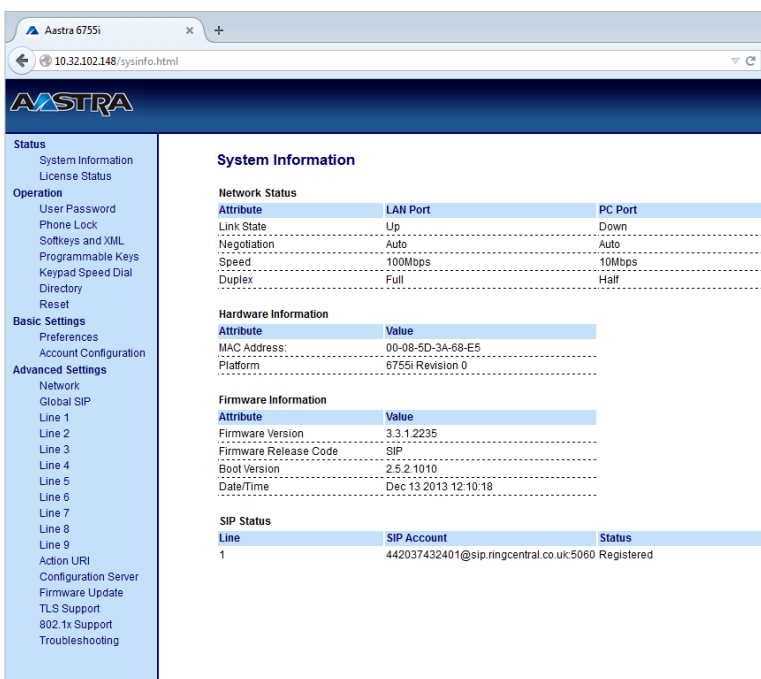 Aastra 6755i
10.32.102.148/sysinfo.html
AASTRA
Status
System Information
License Status
Operation
User Password
Phone Lock
Softkeys and XML
Programmable Keys
Keypad Speed Dial
Directory
Reset
Basic Settings
Preferences
Account Configuration
Advanced Settings
Network
Global SIP
Line 1
Line 2
Line 3
Line 4
Line 5
Line 6
Line 7
Line 8
Line 9
Action URI
Configuration Server
Firmware Update
TLS Support
802.1x Support
Troubleshooting
System Information
Network Status
Attribute LAN Port PC Port
Link State Up Down
Negotiation Auto Auto
Speed 100Mbps 10Mbps
Duplex Full Half
Hardware Information
Attribute Value
MAC Address: 00-08-5D-3A-68-E5
Platform 6755i Revision 0
Firmware Information
Attribute Value
Firmware Version 3.3.1.2235
Firmware Release Code SIP
Boot Version 2.5.2.1010
Date/Time Dec 13 2013 12:10:18
SIP Status
Line SIP Account Status
1 442037432401@sip.ringcentral.co.uk:5060 Registered